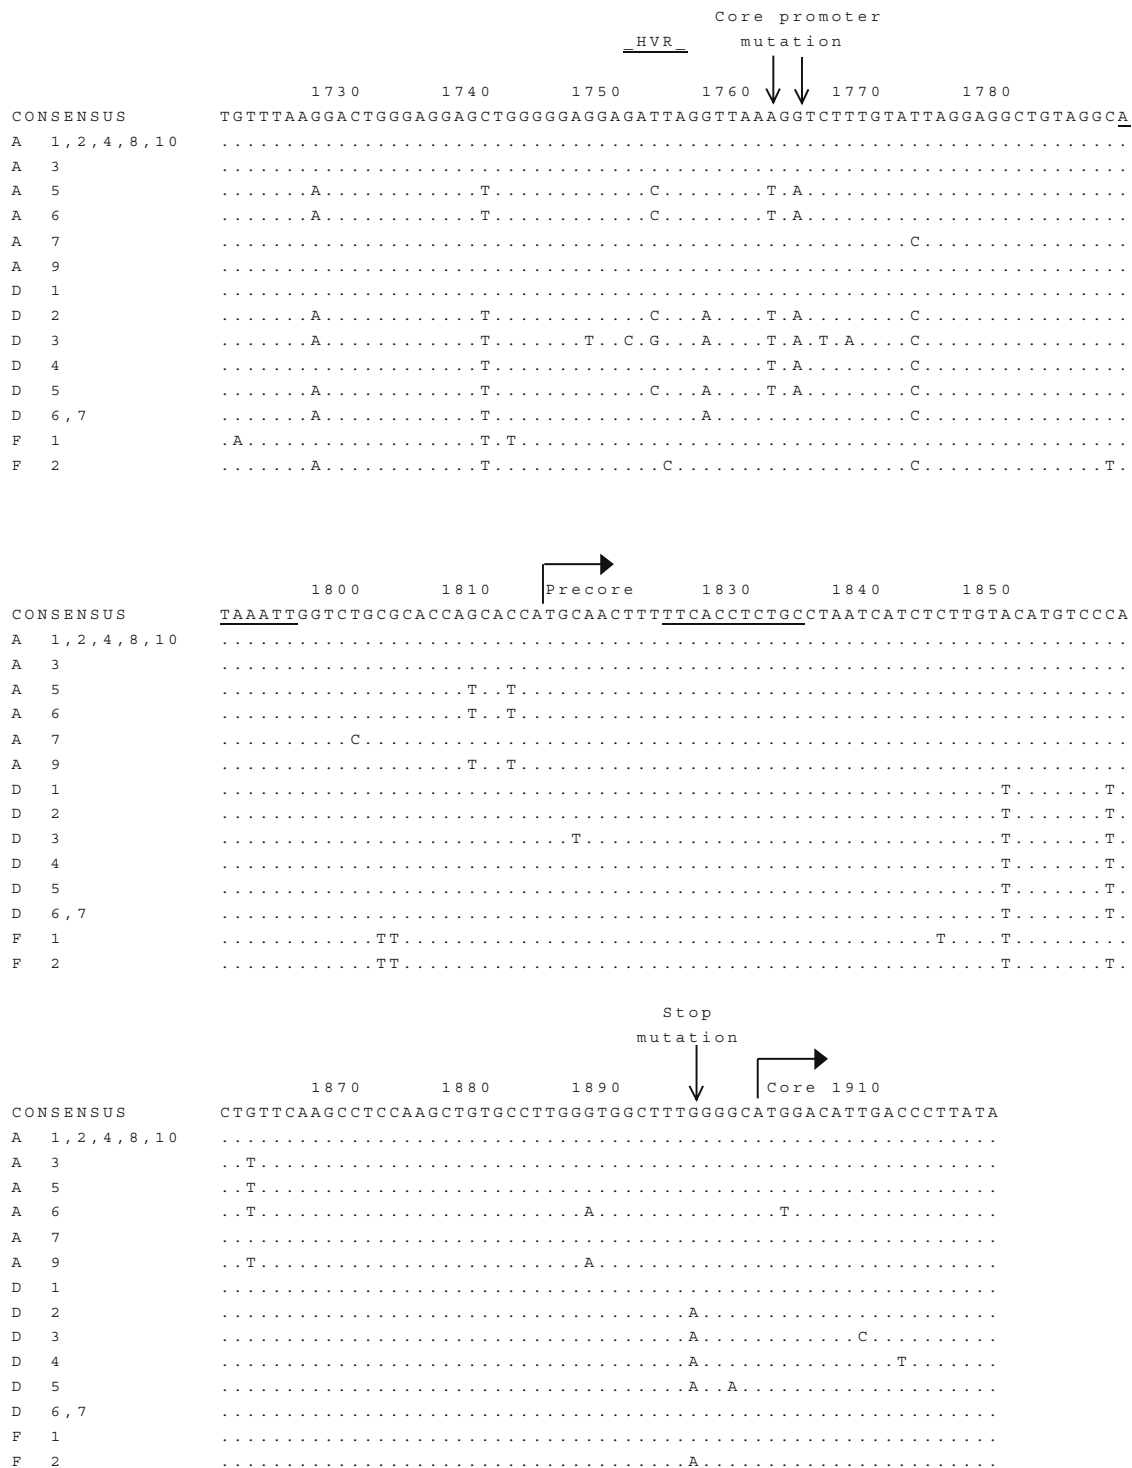 Core promoter
_HVR_ mutation
1730 1740 1750 1760 1770 1780
CONSENSUS TGTTTAAGGACTGGGAGGAGCTGGGGGAGGAGATTAGGTTAAAGGTCTTTGTATTAGGAGGCTGTAGGCA
A 1,2,4,8,10 ......................................................................
A 3 ......................................................................
A 5 .......A............T............C........T.A.........................
A 6 .......A............T............C........T.A.........................
A 7 .....................................................C................
A 9 ......................................................................
D 1 ......................................................................
D 2 .......A............T............C...A....T.A........C................
D 3 .......A............T.......T..C.G...A....T.A.T.A....C................
D 4 ....................T.....................T.A........C................
D 5 .......A............T............C...A....T.A........C................
D 6,7 .......A............T................A...............C................
F 1 .A..................T.T...............................................
F 2 .......A............T.............C..................C..............T.
1800 1810 Precore 1830 1840 1850
CONSENSUS TAAATTGGTCTGCGCACCAGCACCATGCAACTTTTTCACCTCTGCCTAATCATCTCTTGTACATGTCCCA
A 1,2,4,8,10 ......................................................................
A 3 ......................................................................
A 5 ...................T..T...............................................
A 6 ...................T..T...............................................
A 7 ..........C...........................................................
A 9 ...................T..T...............................................
D 1 ............................................................T.......T.
D 2 ............................................................T.......T.
D 3 ...........................T................................T.......T.
D 4 ............................................................T.......T.
D 5 ............................................................T.......T.
D 6,7 ............................................................T.......T.
F 1 ............TT.........................................T....T.........
F 2 ............TT..............................................T.......T.
Stop
mutation
1870 1880 1890 Core 1910
CONSENSUS CTGTTCAAGCCTCCAAGCTGTGCCTTGGGTGGCTTTGGGGCATGGACATTGACCCTTATA
A 1,2,4,8,10 ............................................................
A 3 ..T.........................................................
A 5 ..T.........................................................
A 6 ..T.........................A..............T................
A 7 ............................................................
A 9 ..T.........................A...............................
D 1 ............................................................
D 2 ....................................A.......................
D 3 ....................................A............C..........
D 4 ....................................A...............T.......
D 5 ....................................A..A....................
D 6,7 ............................................................
F 1 ............................................................
F 2 ....................................A.......................